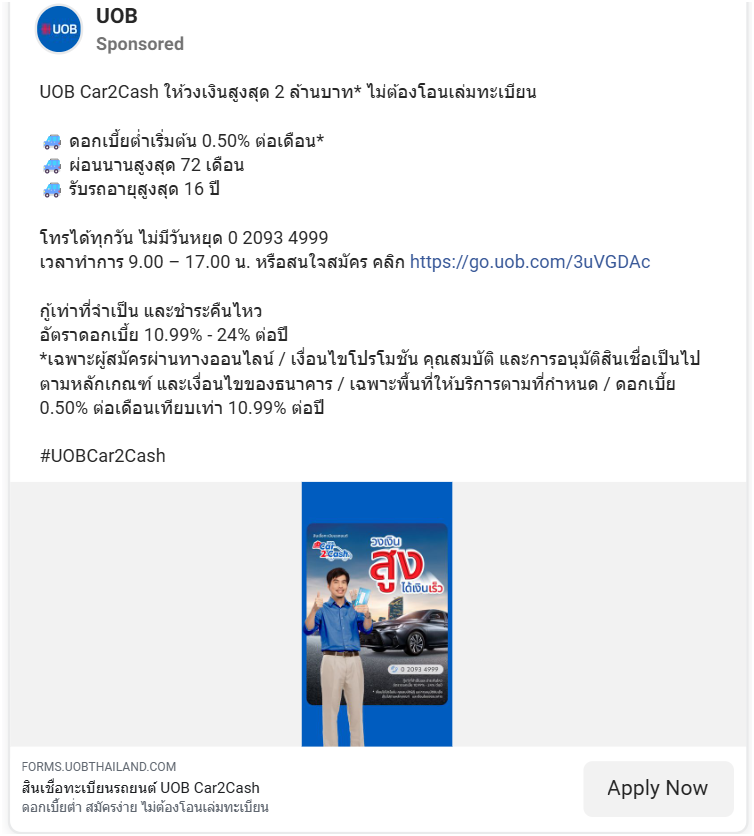 UOB
UOB
Sponsored
UOB Car2Cash ให้วงเงินสูงสุด 2 ล้านบาท* ไม่ต้องโอนเล่มทะเบียน
🚙 ดอกเบี้ยต่ำเริ่มต้น 0.50% ต่อเดือน*
🚙 ผ่อนนานสูงสุด 72 เดือน
🚙 รับรถอายุสูงสุด 16 ปี
โทรได้ทุกวัน ไม่มีวันหยุด 0 2093 4999
เวลาทำการ 9.00 – 17.00 น. หรือสนใจสมัคร คลิก https://go.uob.com/3uVGDAc
กู้เท่าที่จำเป็น และชำระคืนไหว
อัตราดอกเบี้ย 10.99% - 24% ต่อปี
*เฉพาะผู้สมัครผ่านทางออนไลน์ / เงื่อนไขโปรโมชัน คุณสมบัติ และการอนุมัติสินเชื่อเป็นไป
ตามหลักเกณฑ์ และเงื่อนไขของธนาคาร / เฉพาะพื้นที่ให้บริการตามที่กำหนด / ดอกเบี้ย
0.50% ต่อเดือนเทียบเท่า 10.99% ต่อปี
#UOBCar2Cash
Car
2Cash
วงเงิน
สูง
ได้เงินเร็ว
0 2093 4999
FORMS.UOBTHAILAND.COM
สินเชื่อทะเบียนรถยนต์ UOB Car2Cash
ดอกเบี้ยต่ำ สมัครง่าย ไม่ต้องโอนเล่มทะเบียน
Apply Now